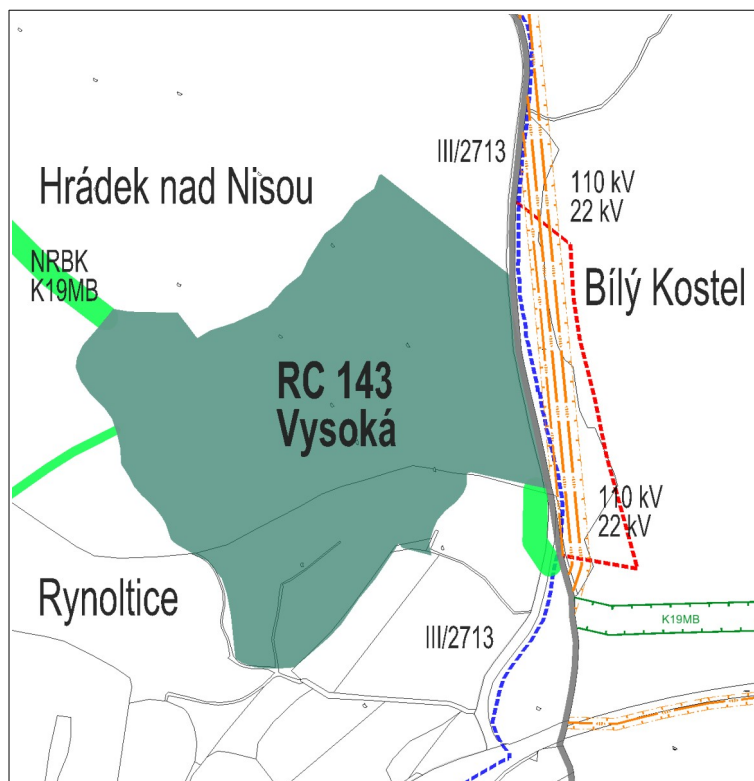 III/2713
Hrádek nad Nisou
110 kV
22 kV
NRBK
K19MB
Bílý Kostel
RC 143
Vysoká
110 kV
22 kV
Rynoltice
K19MB
III/2713